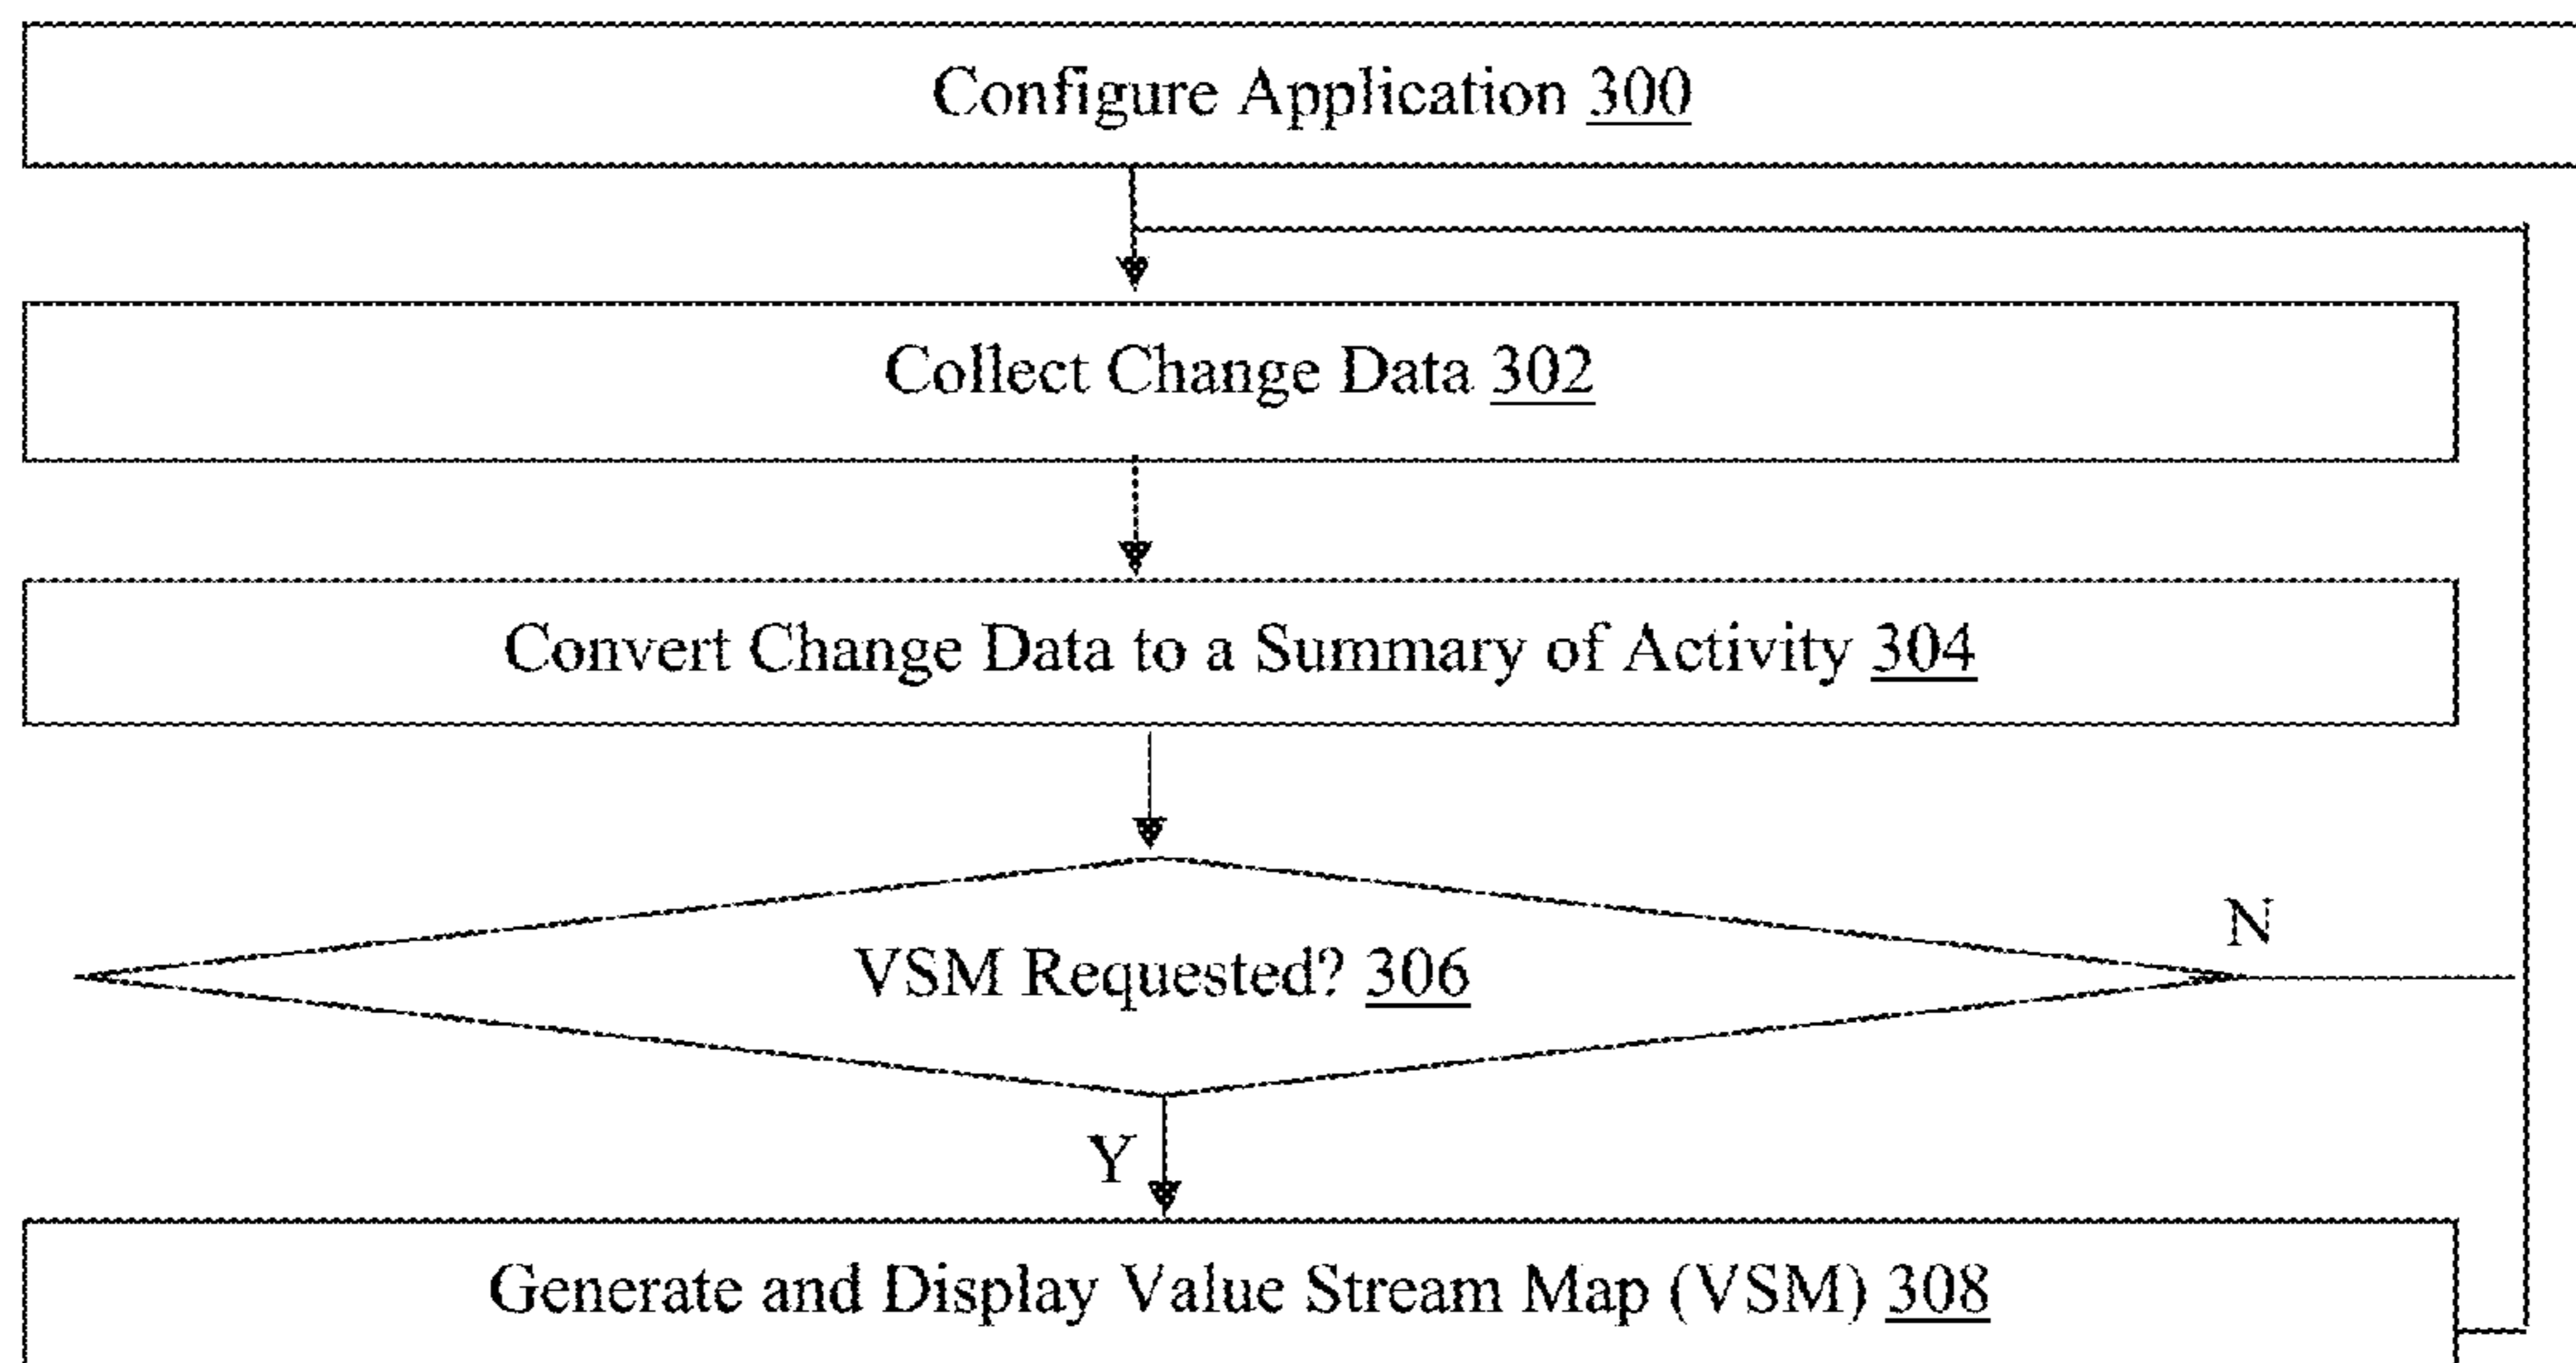 Configure Application 300
Collect Change Data 302
Convert Change Data to a Summary of Activity 304
N
VSM Requested? 306
Y
Generate and Display Value Stream Map (VSM) 308